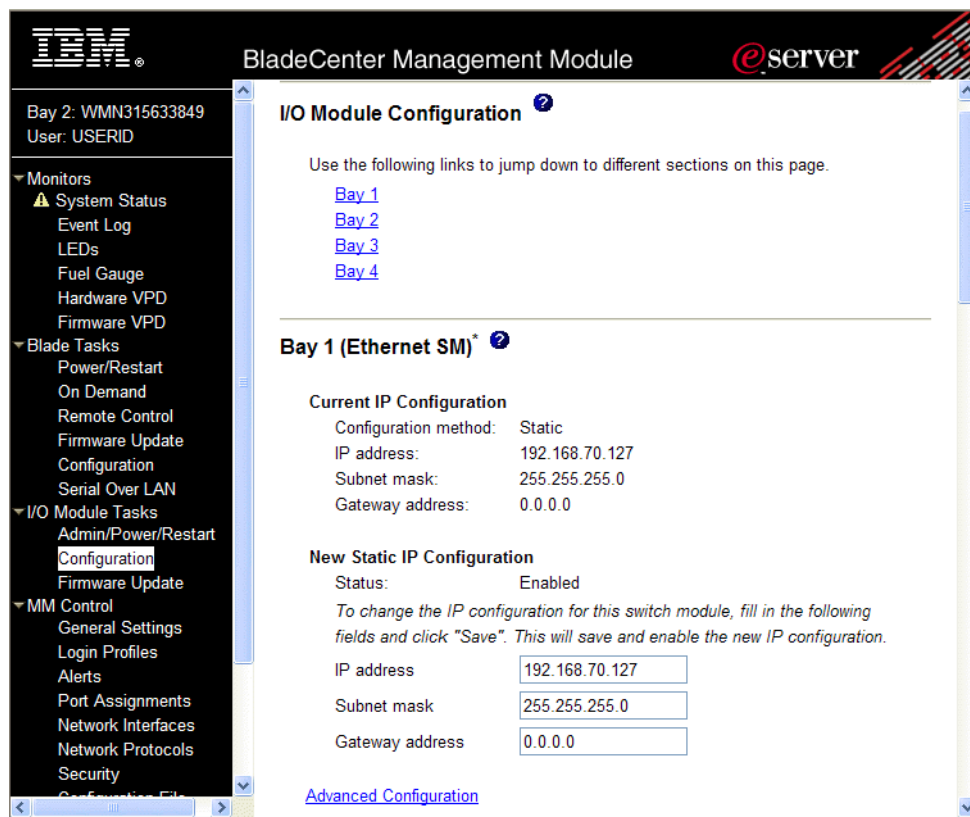 IBM®
BladeCenter Management Module
eserver
Bay 2: WMN315633849
User: USERID
Monitors
System Status
Event Log
LEDs
Fuel Gauge
Hardware VPD
Firmware VPD
Blade Tasks
Power/Restart
On Demand
Remote Control
Firmware Update
Configuration
Serial Over LAN
I/O Module Tasks
Admin/Power/Restart
Configuration
Firmware Update
MM Control
General Settings
Login Profiles
Alerts
Port Assignments
Network Interfaces
Network Protocols
Security
Configuration File
I/O Module Configuration ?
Use the following links to jump down to different sections on this page.
Bay 1
Bay 2
Bay 3
Bay 4
Bay 1 (Ethernet SM)* ?
Current IP Configuration
Configuration method: Static
IP address: 192.168.70.127
Subnet mask: 255.255.255.0
Gateway address: 0.0.0.0
New Static IP Configuration
Status: Enabled
To change the IP configuration for this switch module, fill in the following
fields and click "Save". This will save and enable the new IP configuration.
IP address 192.168.70.127
Subnet mask 255.255.255.0
Gateway address 0.0.0.0
Advanced Configuration